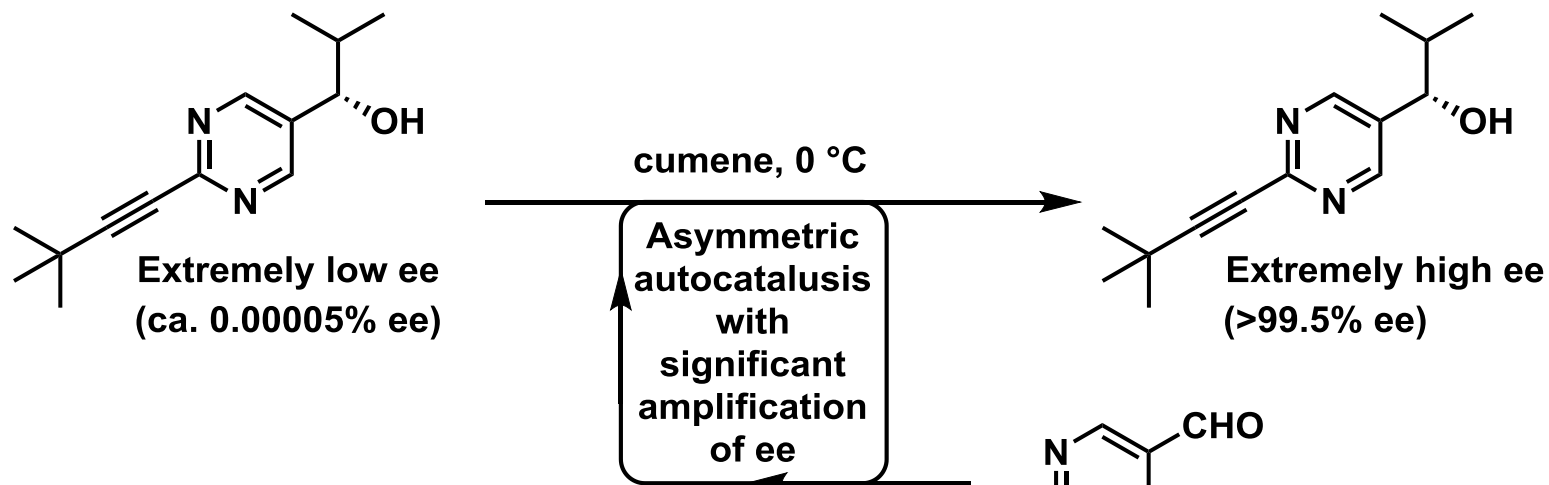 OH
N
N
Extremely low ee
(ca. 0.00005% ee)
cumene, 0 °C
Asymmetric
autocatalusis
with
significant
amplification
of ee
OH
N
N
Extremely high ee
(>99.5% ee)
CHO
N